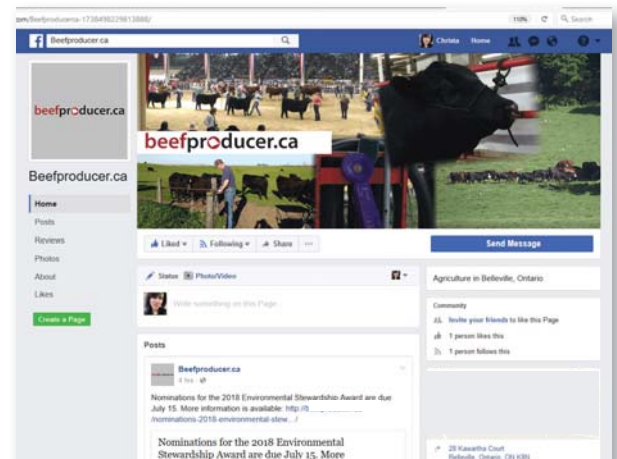 110%
Search
Beefproducer.ca
Christa
Home
beefproducer.ca
beefproducer.ca
Beefproducer.ca
Home
Posts
Reviews
Photos
About
Likes
Create a Page
Liked
Following
Share
Send Message
Status
Photo/Video
Write something on this Page...
Posts
Beefproducer.ca
4 hrs
Nominations for the 2018 Environmental Stewardship Award are due
July 15. More information is available: http://
/nominations-2018-environmental-stew.../
Nominations for the 2018 Environmental
Stewardship Award are due July 15. More
Agriculture in Belleville, Ontario
Community
Invite your friends to like this Page
1 person likes this
1 person follows this
28 Kawartha Court
Belleville, Ontario, ON